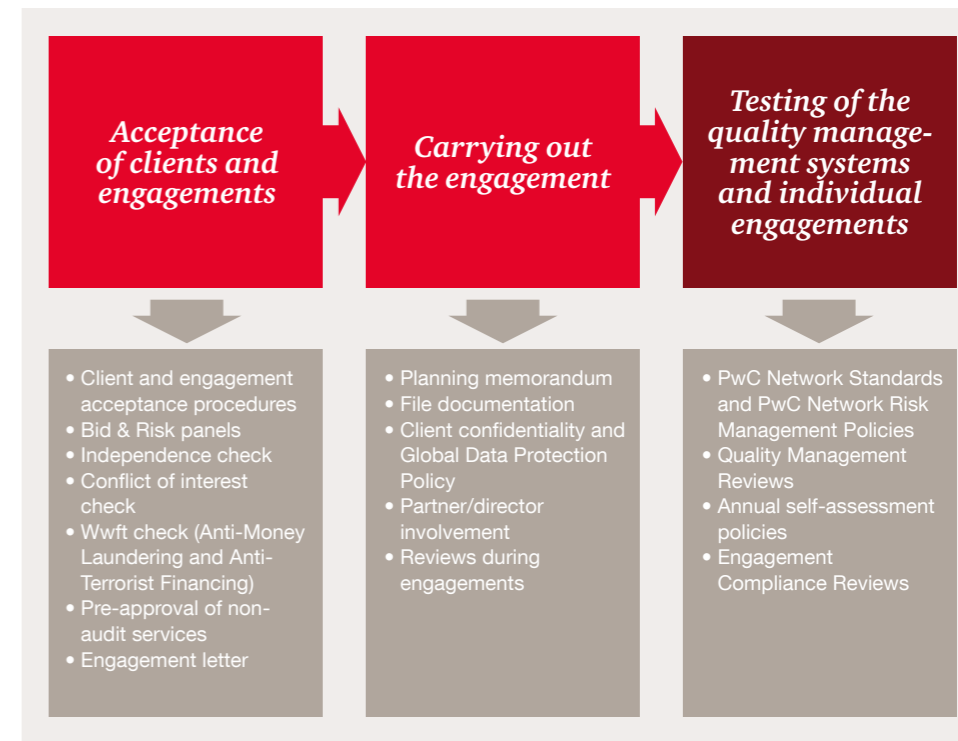 Acceptance
of clients and
engagements
Carrying out
the engagement
Testing of the
quality manage-
ment systems
and individual
engagements
• Client and engagement
acceptance procedures
• Bid & Risk panels
• Independence check
• Conflict of interest
check
• Wwft check (Anti-Money
Laundering and Anti-
Terrorist Financing)
• Pre-approval of non-
audit services
• Engagement letter
• Planning memorandum
• File documentation
• Client confidentiality and
Global Data Protection
Policy
• Partner/director
involvement
• Reviews during
engagements
• PwC Network Standards
and PwC Network Risk
Management Policies
• Quality Management
Reviews
• Annual self-assessment
policies
• Engagement
Compliance Reviews